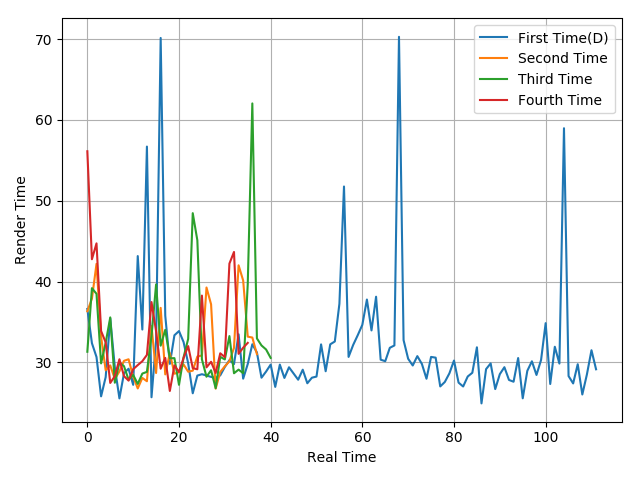 First Time(D)
Second Time
Third Time
Fourth Time
70
60
50
40
30
Render Time
0
20
40
60
80
100
Real Time